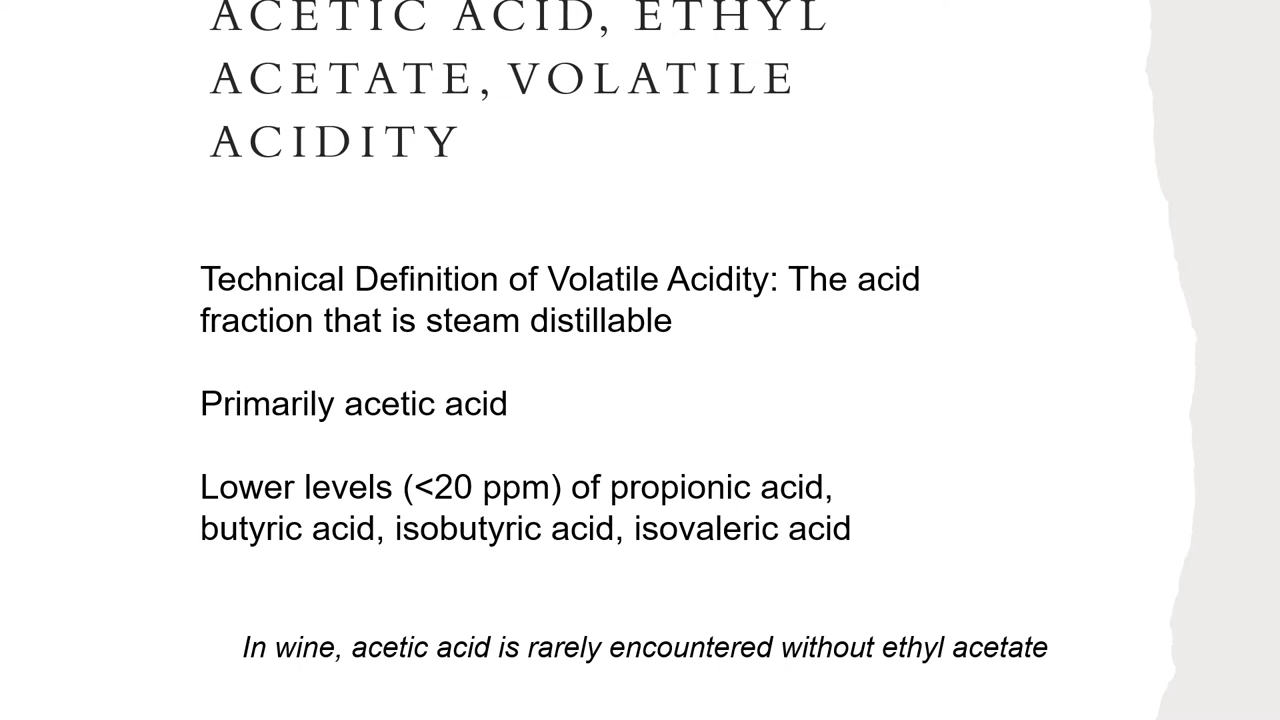 ACETIC ACID, ETHYL
ACETATE, VOLATILE
ACIDITY
Technical Definition of Volatile Acidity: The acid
fraction that is steam distillable
Primarily acetic acid
Lower levels (<20 ppm) of propionic acid,
butyric acid, isobutyric acid, isovaleric acid
In wine, acetic acid is rarely encountered without ethyl acetate